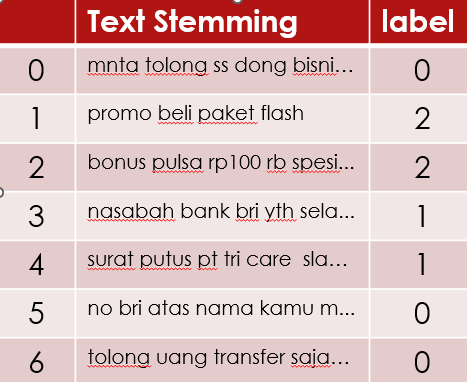 Text Stemming label
0 mnta tolong ss dong bisni... 0
1 promo beli paket flash 2
2 bonus pulsa rp100 rb spesi... 2
3 nasabah bank bri yth sela... 1
4 surat putus pt tri care  sla... 1
5 no bri atas nama kamu m... 0
6 tolong uang transfer saja... 0